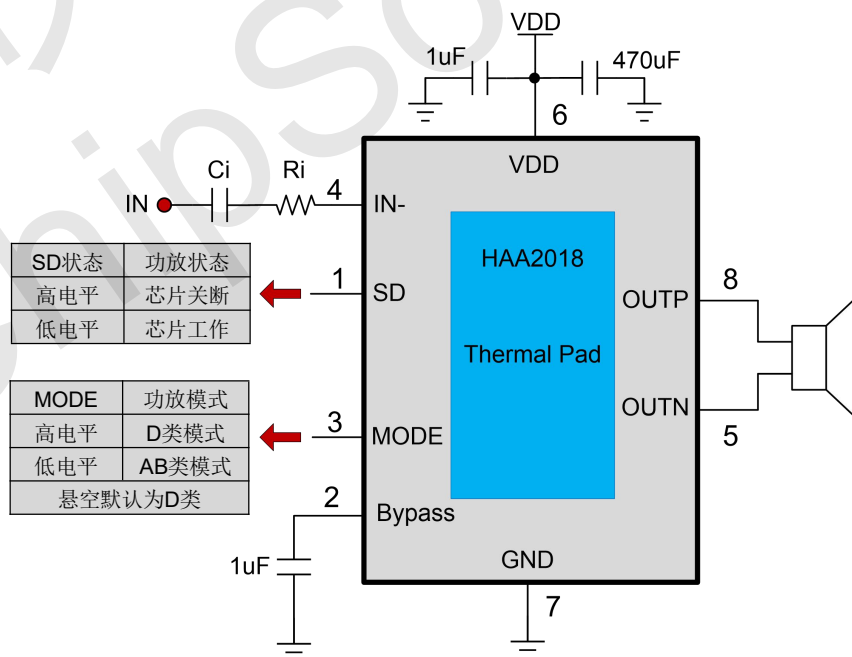 VDD
1uF
470uF
6
VDD
Ci
Ri
IN
4
IN-
HAA2018
Thermal Pad
SD状态 功放状态
高电平 芯片关断
低电平 芯片工作
1
SD
OUTP
8
MODE 功放模式
高电平 D类模式
低电平 AB类模式
悬空默认为D类
3
MODE
OUTN
5
2
Bypass
1uF
GND
7
ChipSo